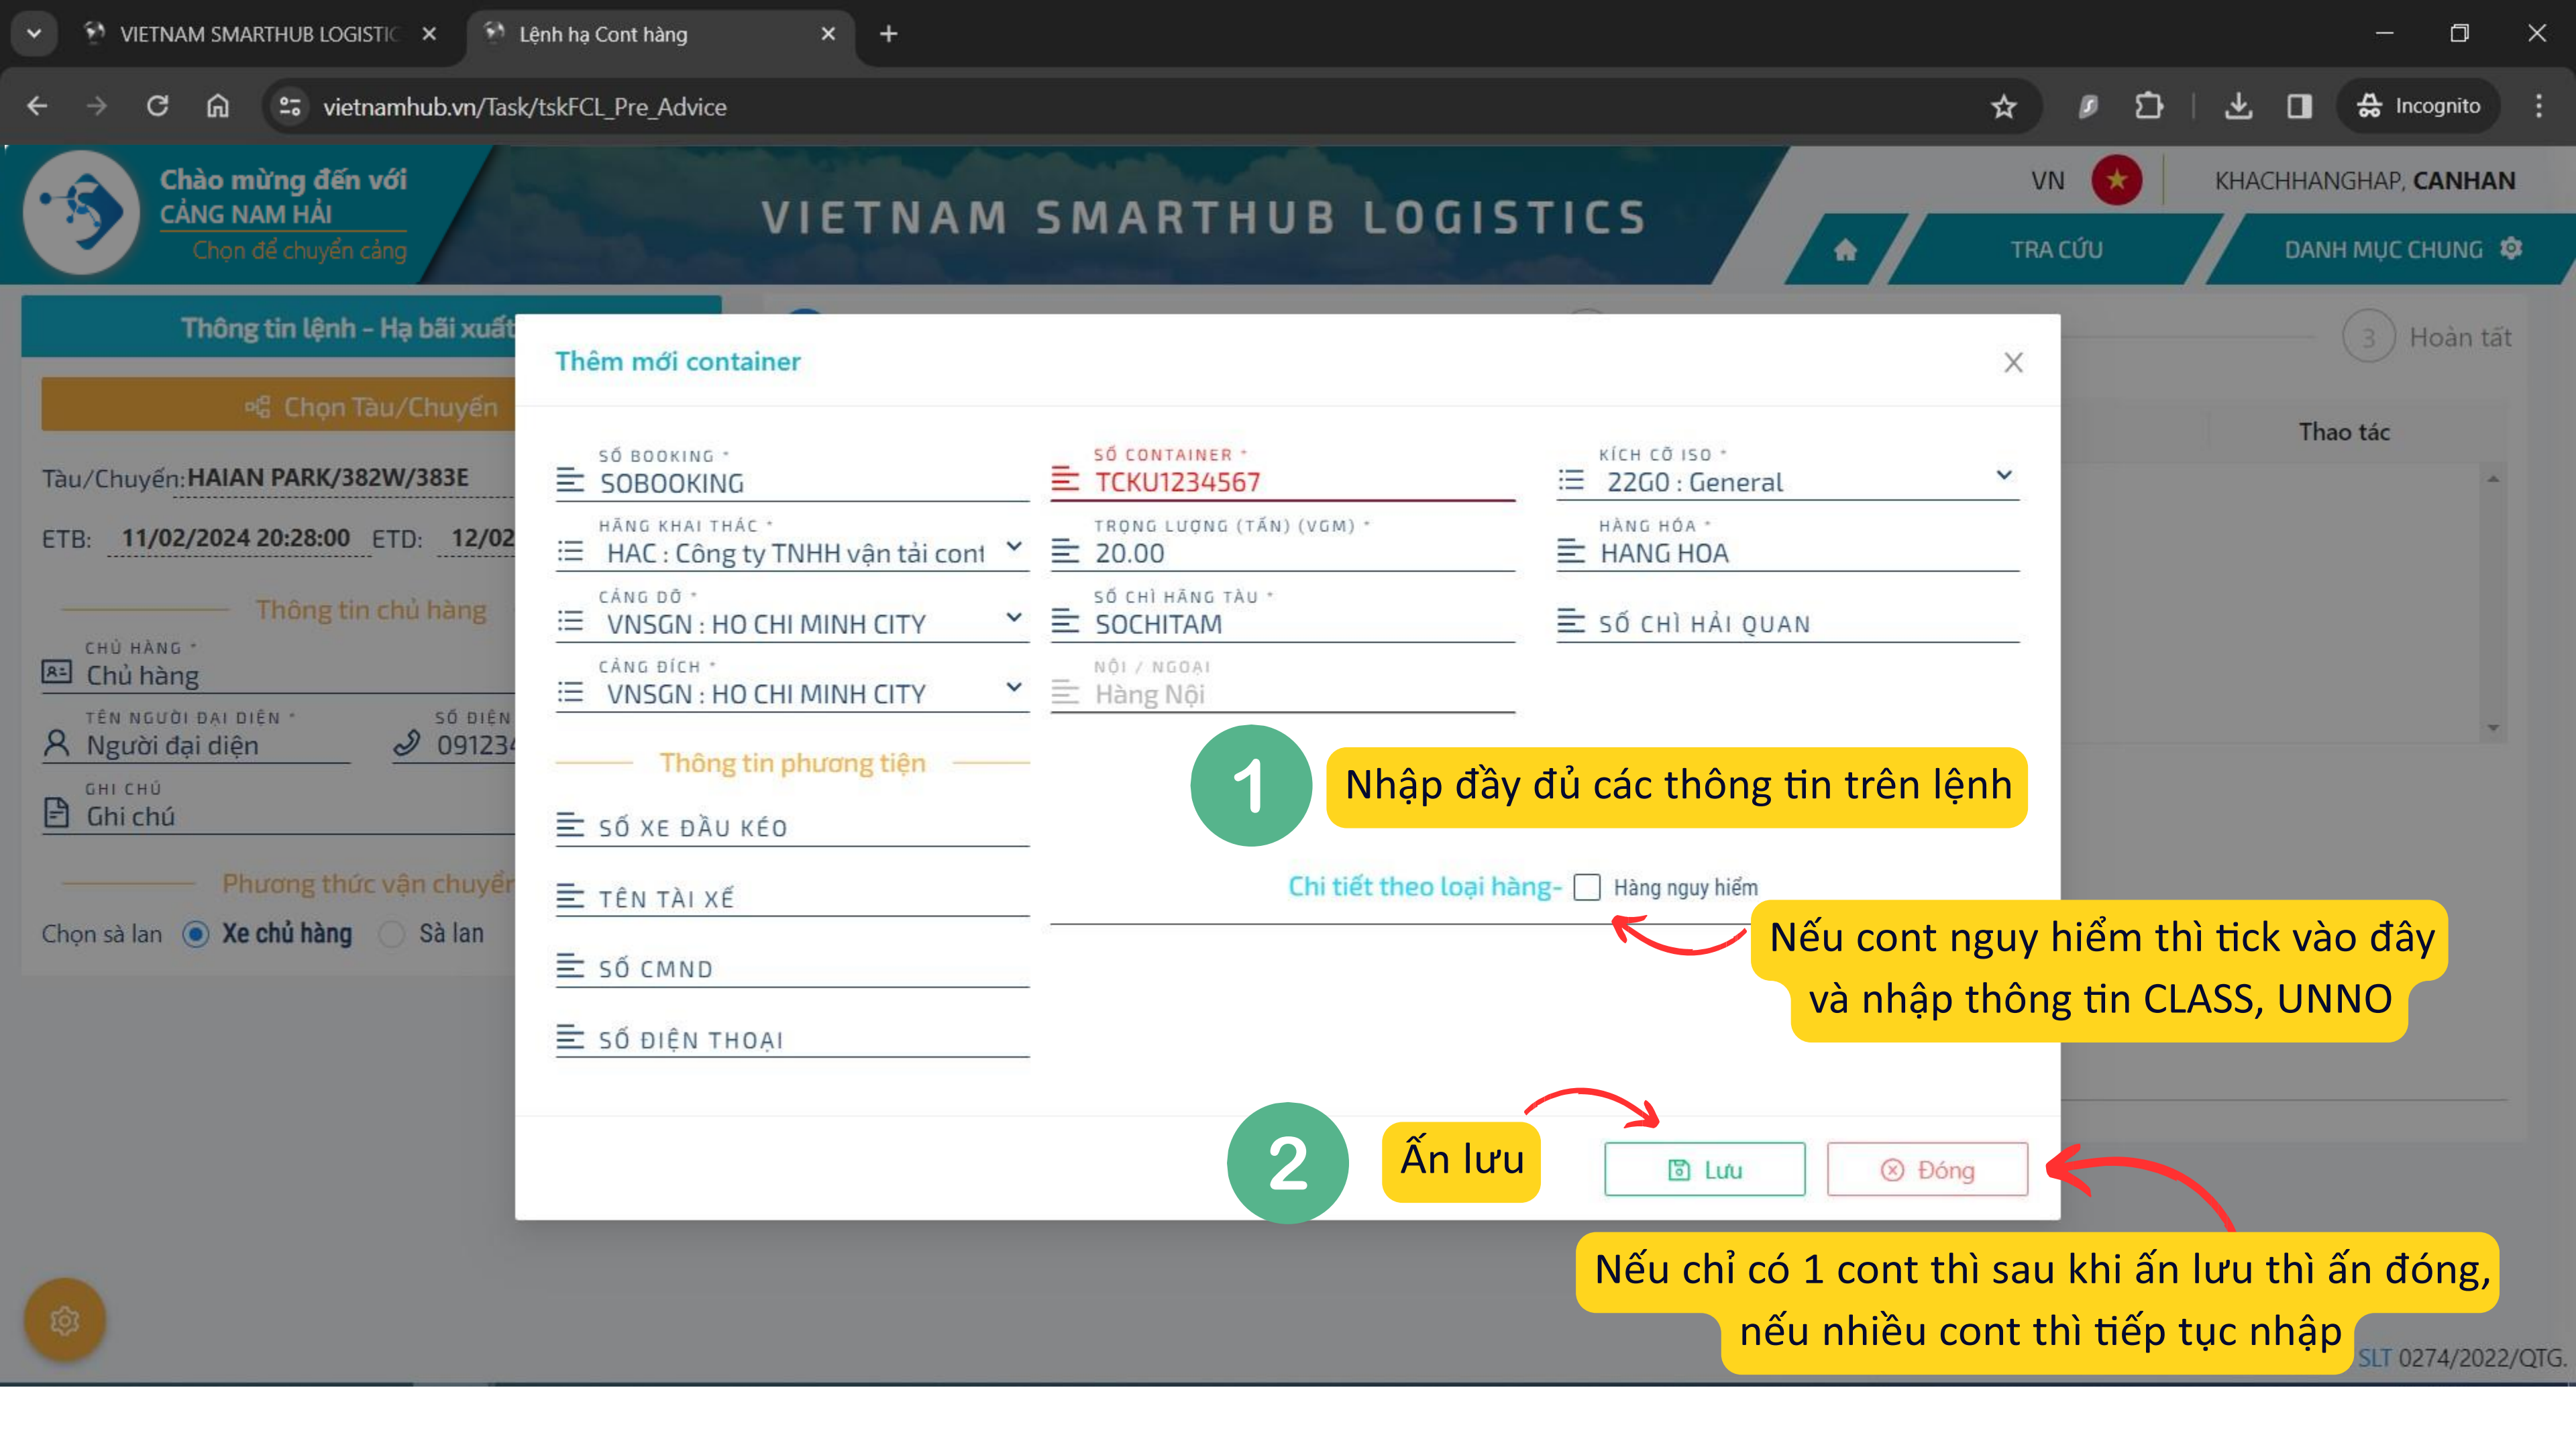 VIETNAM SMARTHUB LOGISTIC
Lệnh hạ Cont hàng
vietnamhub.vn/Task/tskFCL_Pre_Advice
Incognito
Chào mừng đến với
CẢNG NAM HẢI
Chọn để chuyển cảng
VIETNAM SMARTHUB LOGISTICS
VN
KHACHHANGHAP, CANHAN
TRA CỨU
DANH MỤC CHUNG
Thông tin lệnh - Hạ bãi xuất
3 Hoàn tất
Chọn Tàu/Chuyến
Thao tác
Tàu/Chuyến: HAIAN PARK/382W/383E
ETB: 11/02/2024 20:28:00 ETD: 12/02
Thông tin chủ hàng
CHỦ HÀNG *
Chủ hàng
TÊN NGƯỜI ĐẠI DIỆN *
SỐ ĐIỆN
Người đại diện
091234
GHI CHÚ
Ghi chú
Phương thức vận chuyển
Chọn sà lan Xe chủ hàng Sà lan
Thêm mới container
SỐ BOOKING *
SOBOOKING
SỐ CONTAINER *
TCKU1234567
KÍCH CỠ ISO *
22G0 : General
HÃNG KHAI THÁC *
HAC : Công ty TNHH vận tải cont
TRỌNG LƯỢNG (TẤN) (VGM) *
20.00
HÀNG HÓA *
HANG HOA
CẢNG DỠ *
VNSGN : HO CHI MINH CITY
SỐ CHÌ HÃNG TÀU *
SOCHITAM
SỐ CHÌ HẢI QUAN
CẢNG ĐÍCH *
VNSGN : HO CHI MINH CITY
NỘI / NGOẠI
Hàng Nội
Thông tin phương tiện
1
Nhập đầy đủ các thông tin trên lệnh
SỐ XE ĐẦU KÉO
TÊN TÀI XẾ
SỐ CMND
SỐ ĐIỆN THOẠI
Chi tiết theo loại hàng- Hàng nguy hiểm
Nếu cont nguy hiểm thì tick vào đây
và nhập thông tin CLASS, UNNO
2
Ấn lưu
Lưu
Đóng
Nếu chỉ có 1 cont thì sau khi ấn lưu thì ấn đóng,
nếu nhiều cont thì tiếp tục nhập
SLT 0274/2022/QTG.